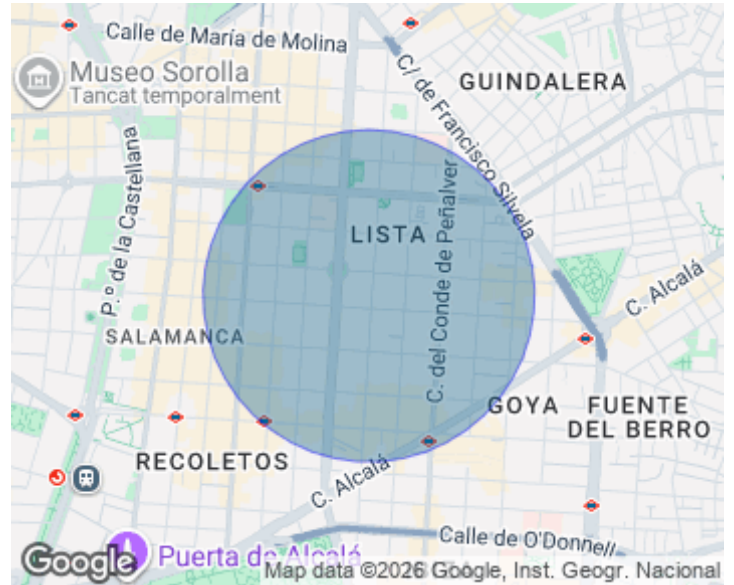 Calle de María de Molina
Museo Sorolla
Tancat temporalment
C/ de Francisco Silvela
GUINDALERA
P.º de la Castellana
LISTA
C. del Conde de Peñalver
C. Alcalá
SALAMANCA
GOYA
FUENTE
DEL BERRO
RECOLETOS
C. Alcalá
Calle de O'Donnell
Puerta de Alcalá
Google
Map data ©2026 Google, Inst. Geogr. Nacional